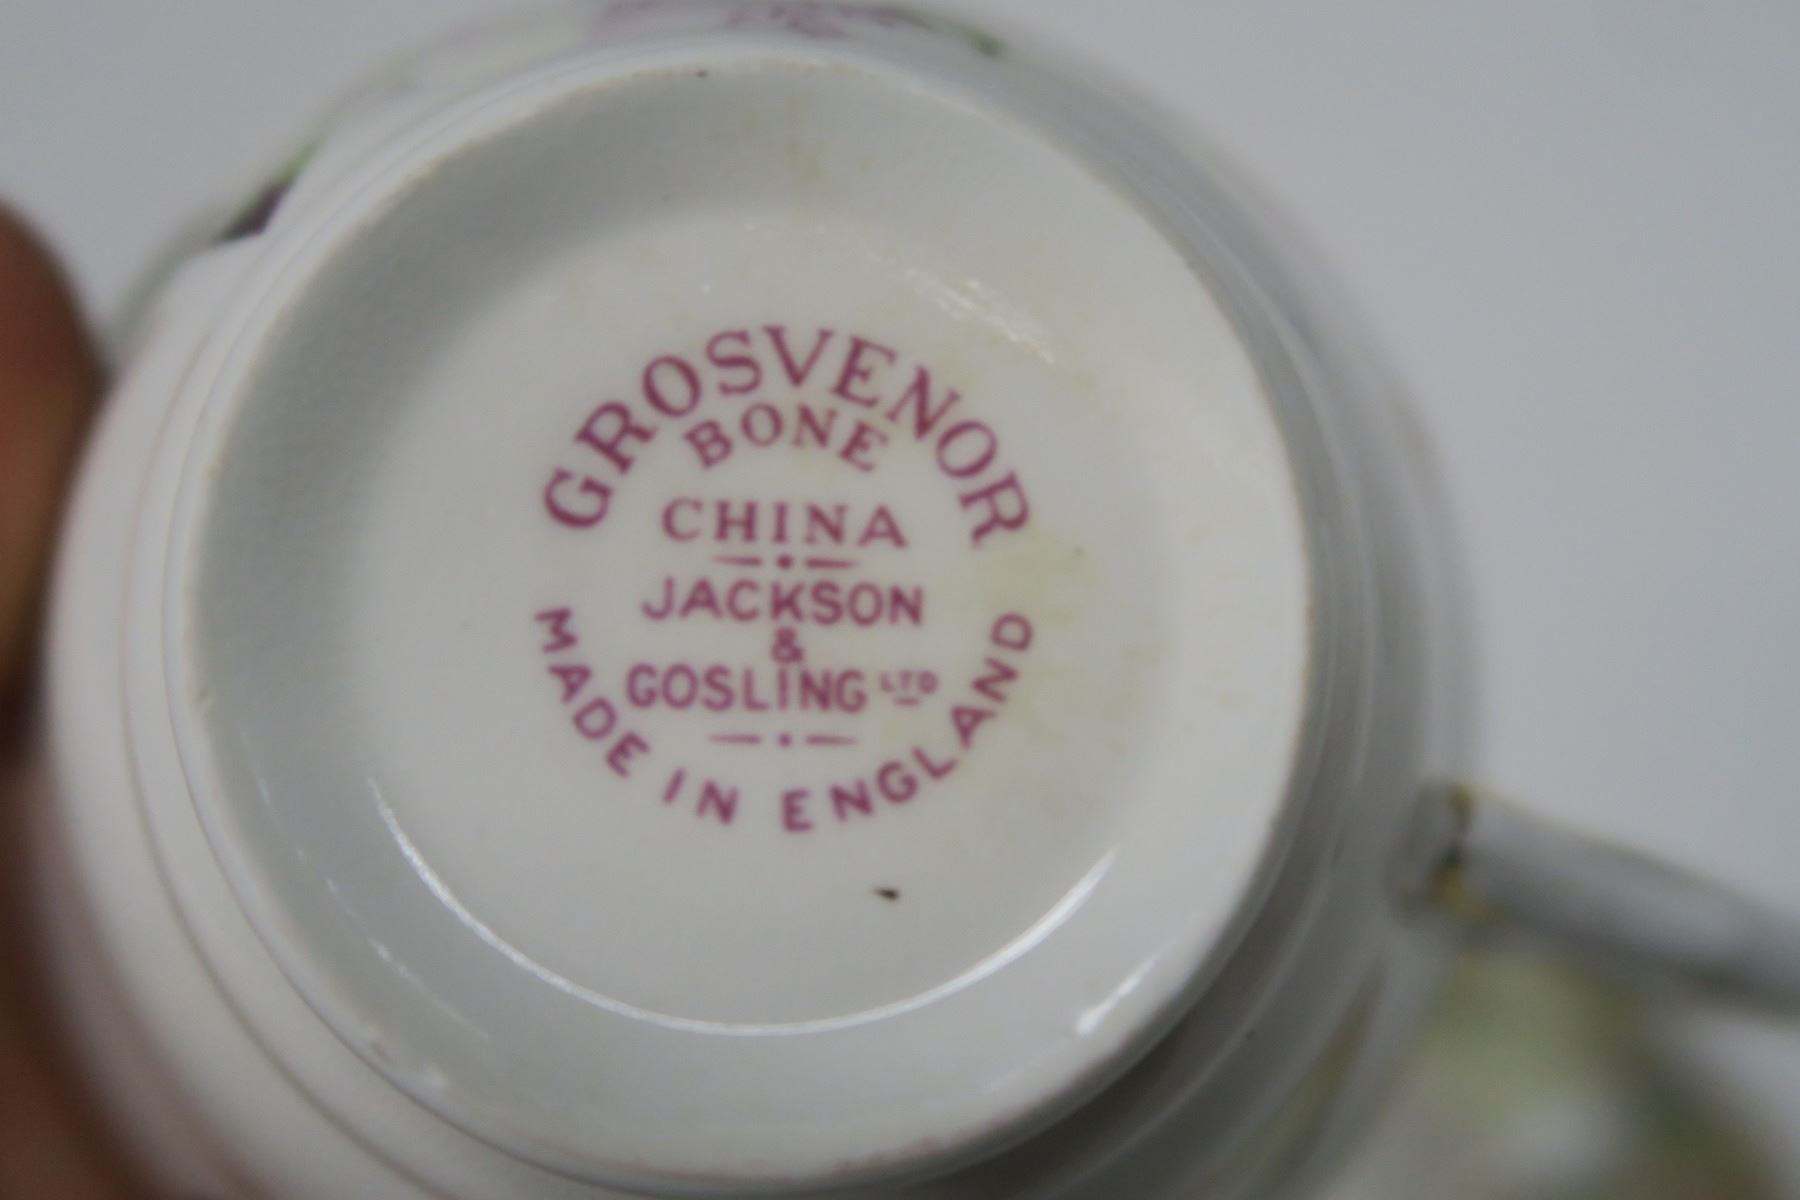 GROSVENOR
BONE
CHINA
JACKSON
&
GOSLING LTD
MADE IN ENGLAND